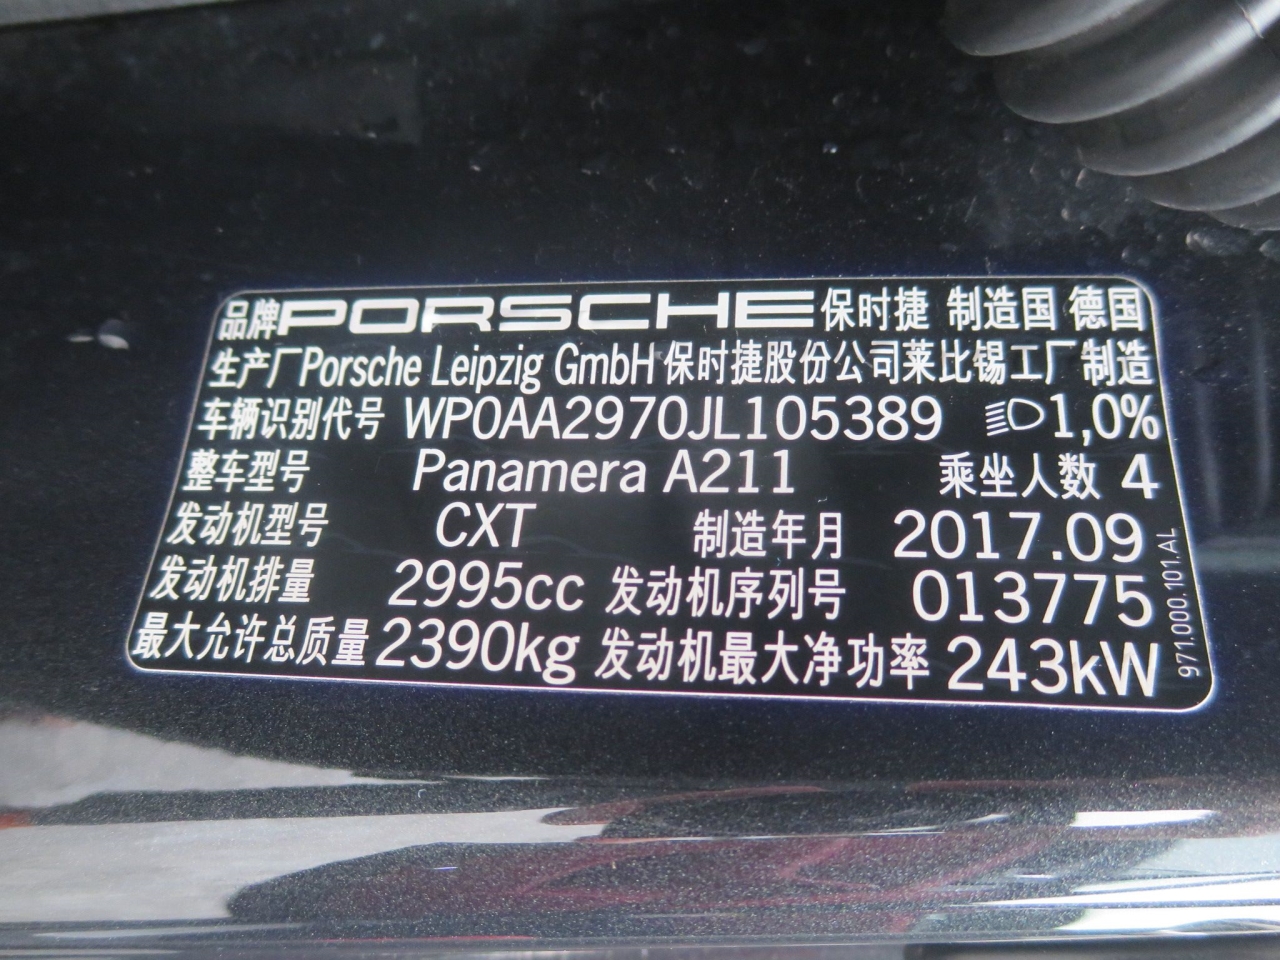 品牌PORSCHE保时捷 制造国 德国
生产厂Porsche Leipzig GmbH保时捷股份公司莱比锡工厂制造
车辆识别代号 WP0AA2970JL105389 1,0%
整车型号 Panamera A211 乘坐人数 4
发动机型号 CXT 制造年月 2017.09
发动机排量 2995cc 发动机序列号 013775
最大允许总质量 2390kg 发动机最大净功率 243kW
971.000.101.AL